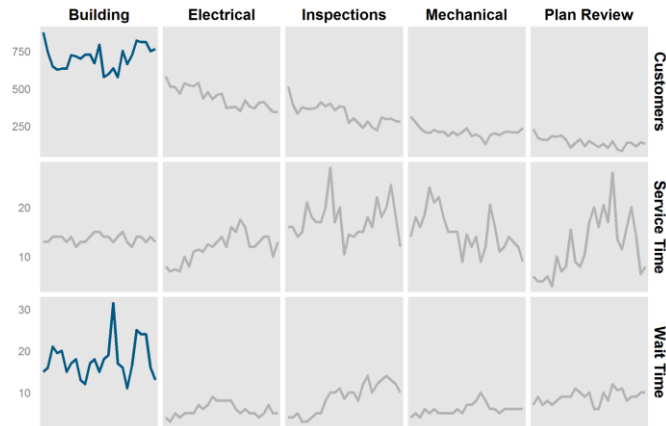 Building Electrical Inspections Mechanical Plan Review
750
500
250
Customers
20
10
Service Time
30
20
10
Wait Time